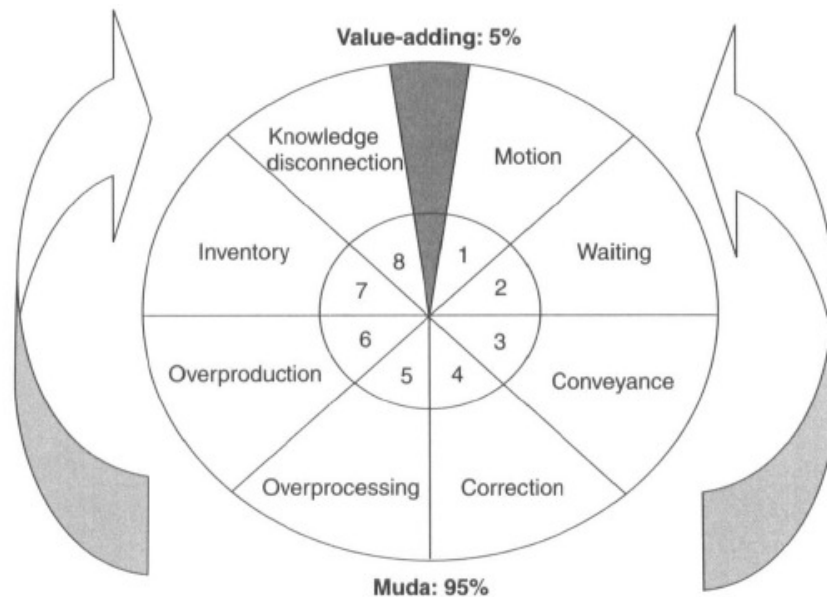 Value-adding: 5%
Knowledge
disconnection
Motion
Inventory
Waiting
8
1
7
2
6
3
5
4
Overproduction
Conveyance
Overprocessing
Correction
Muda: 95%